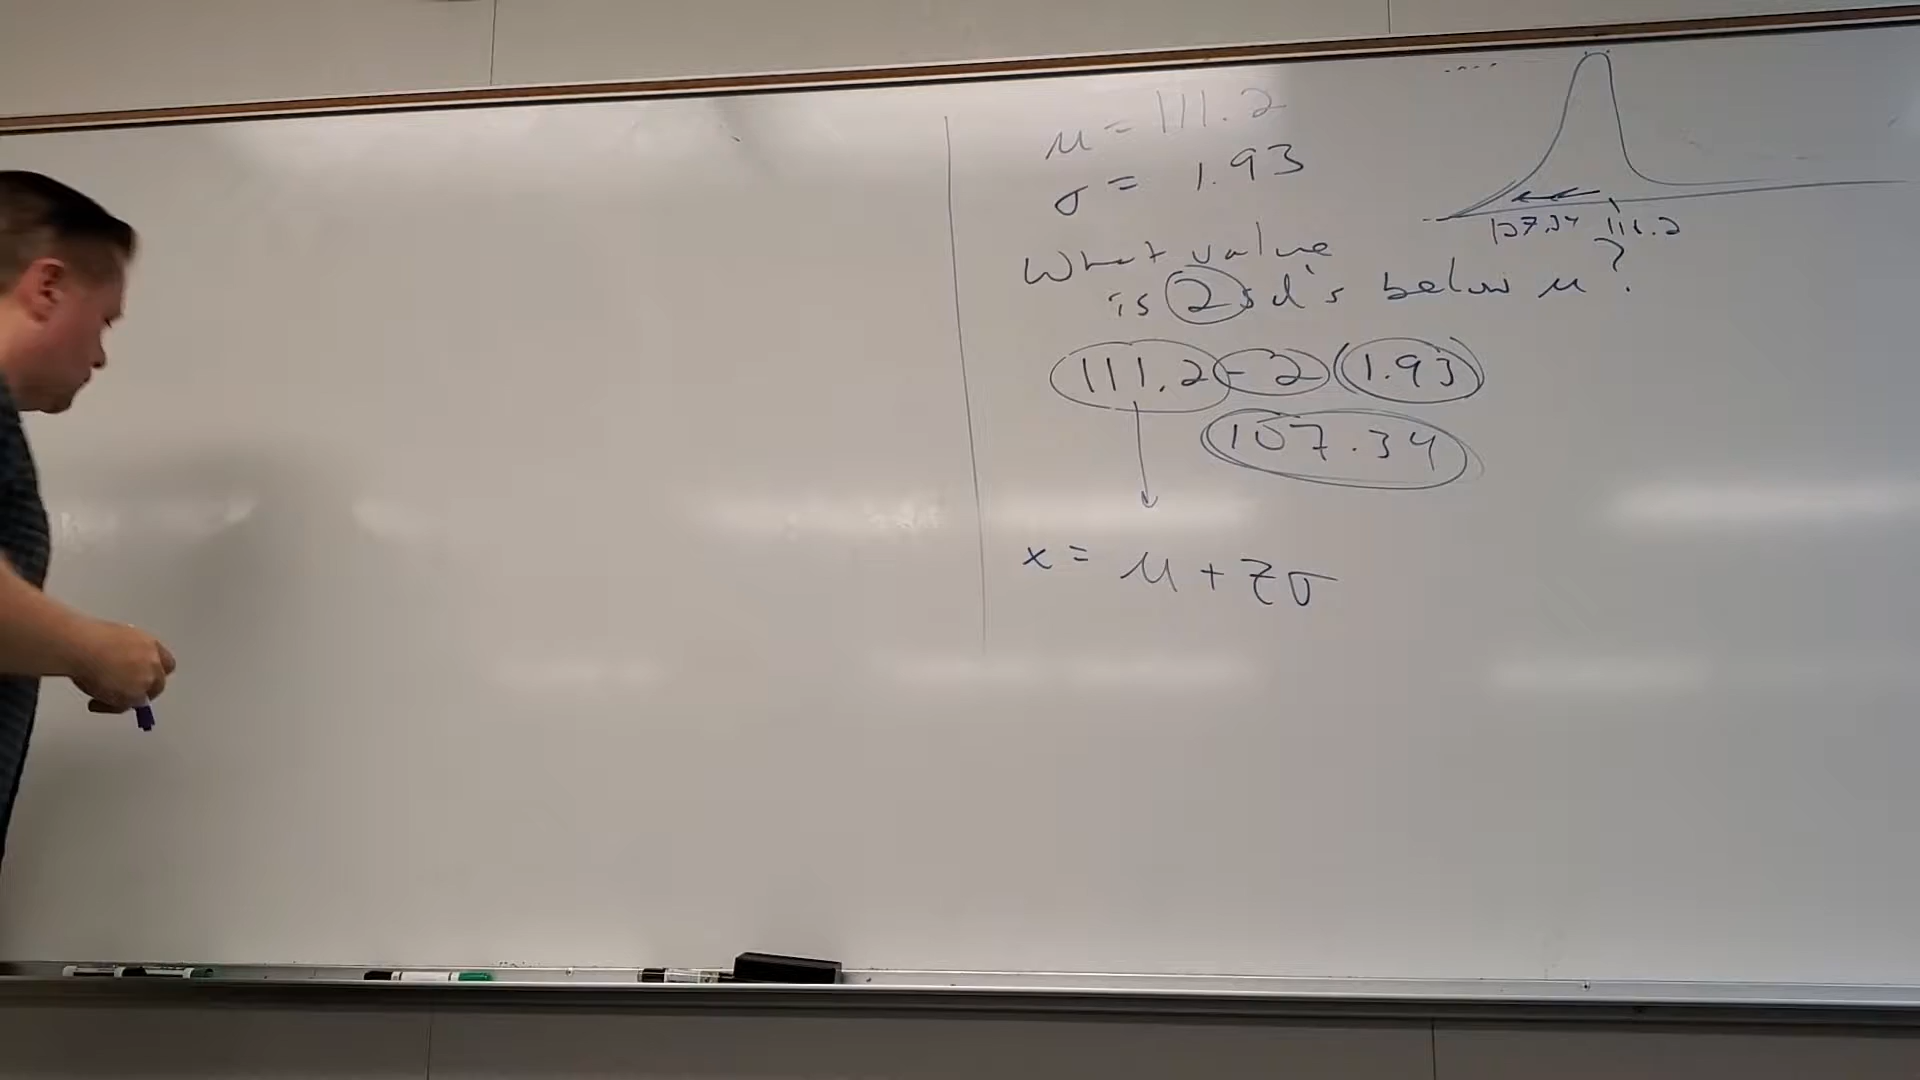 μ = 111.2
σ = 1.93
What value
is 2 sd's below μ?
111.2 - 2 (1.93)
107.34
x = μ + zσ
107.34 111.2